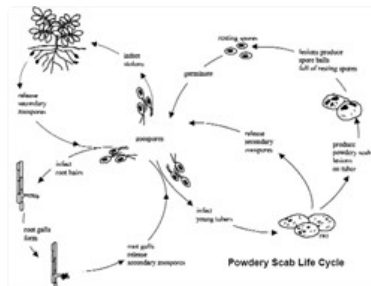 resting spores
lesions produce
spore balls
full of resting spores
infect
stolons
germinate
release
secondary
zoospores
zoospores
infect
root hairs
release
secondary
zoospores
produce
powdery scab
lesions
on tuber
infect
young tubers
root galls
form
root galls
release
secondary zoospores
Powdery Scab Life Cycle